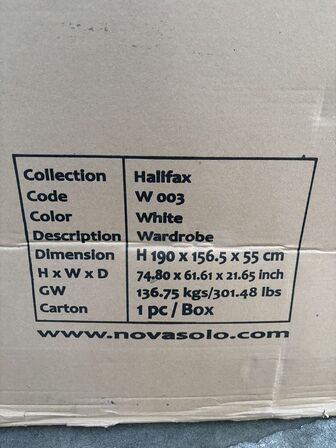 Collection Halifax
Code W 003
Color White
Description Wardrobe
Dimension H 190 x 156.5 x 55 cm
H x W x D 74.80 x 61.61 x 21.65 inch
GW 136.75 kgs/301.48 lbs
Carton 1 pc / Box
www.novasolo.com